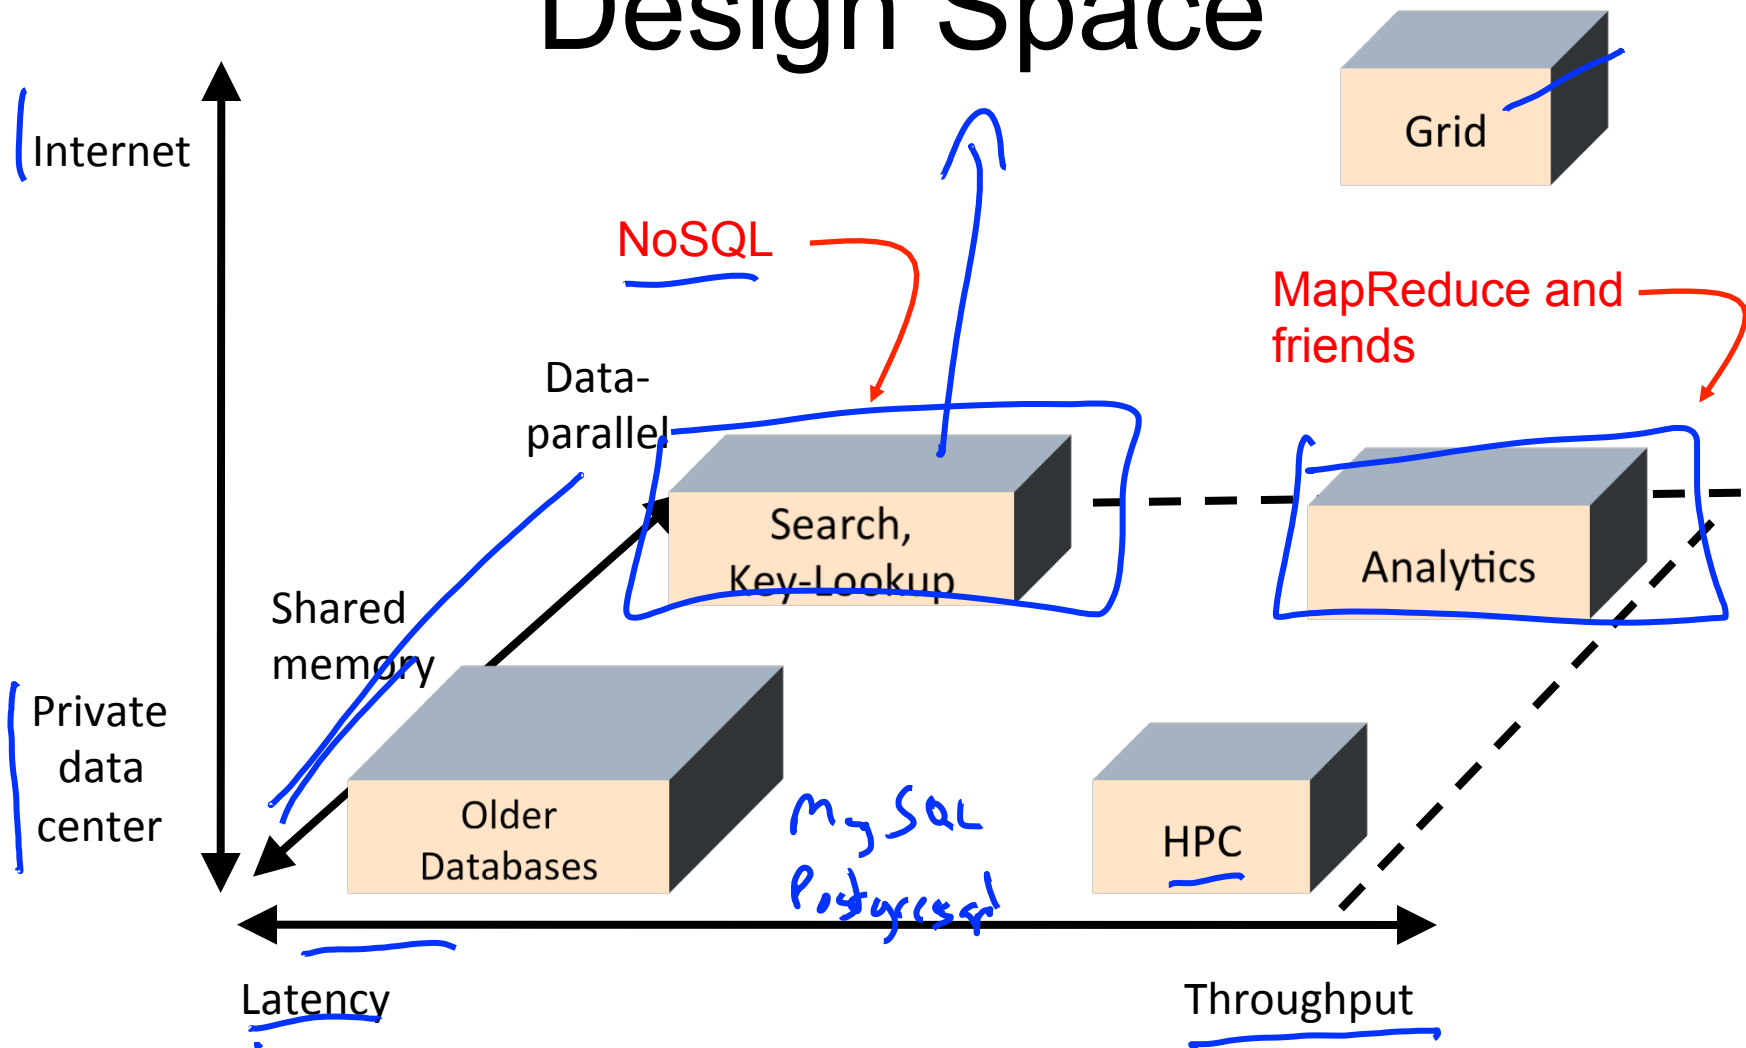 Design Space
Internet
Grid
NoSQL
MapReduce and
friends
Data-
parallel
Search,
Key-Lookup
Analytics
Shared
memory
Private
data
center
Older
Databases
MySQL
Postgressql
HPC
Latency
Throughput